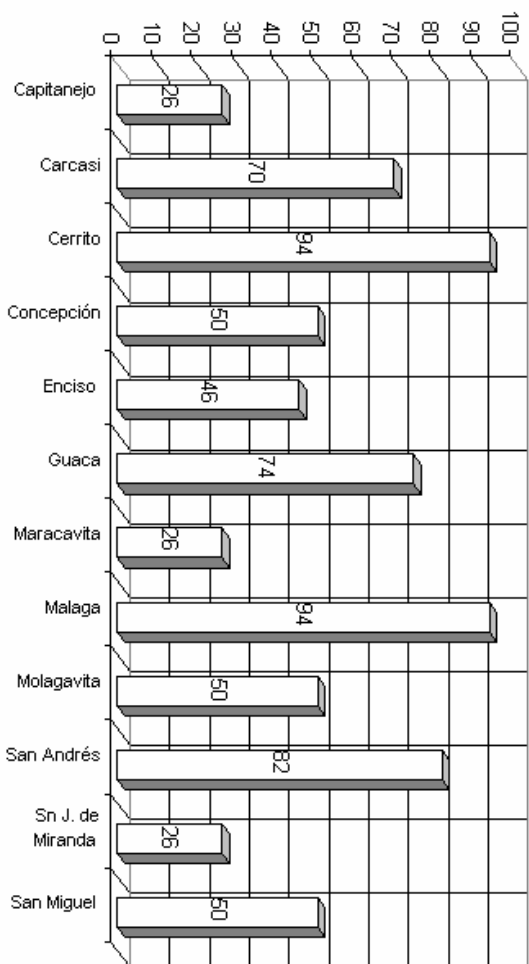 0
10
20
30
40
50
60
70
80
90
100
Capitanejo
26
Carcasi
70
Cerrito
94
Concepción
50
Enciso
46
Guaca
74
Maracavita
26
Malaga
94
Molagavita
50
San Andrés
82
Sn J. de
Miranda
26
San Miguel
50